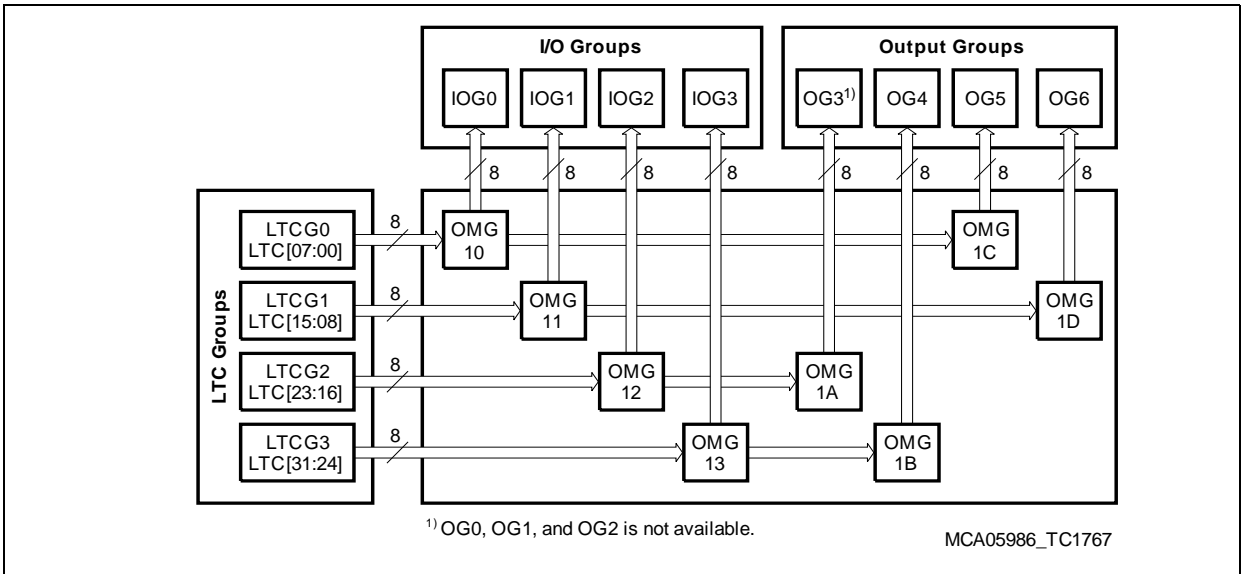 I/O Groups
Output Groups
IOG0
IOG1
IOG2
IOG3
OG3¹⁾
OG4
OG5
OG6
8
8
8
8
8
8
8
8
LTC Groups
LTCG0
LTC[07:00]
8
OMG
10
OMG
1C
LTCG1
LTC[15:08]
8
OMG
11
OMG
1D
LTCG2
LTC[23:16]
8
OMG
12
OMG
1A
LTCG3
LTC[31:24]
8
OMG
13
OMG
1B
¹⁾ OG0, OG1, and OG2 is not available.
MCA05986_TC1767